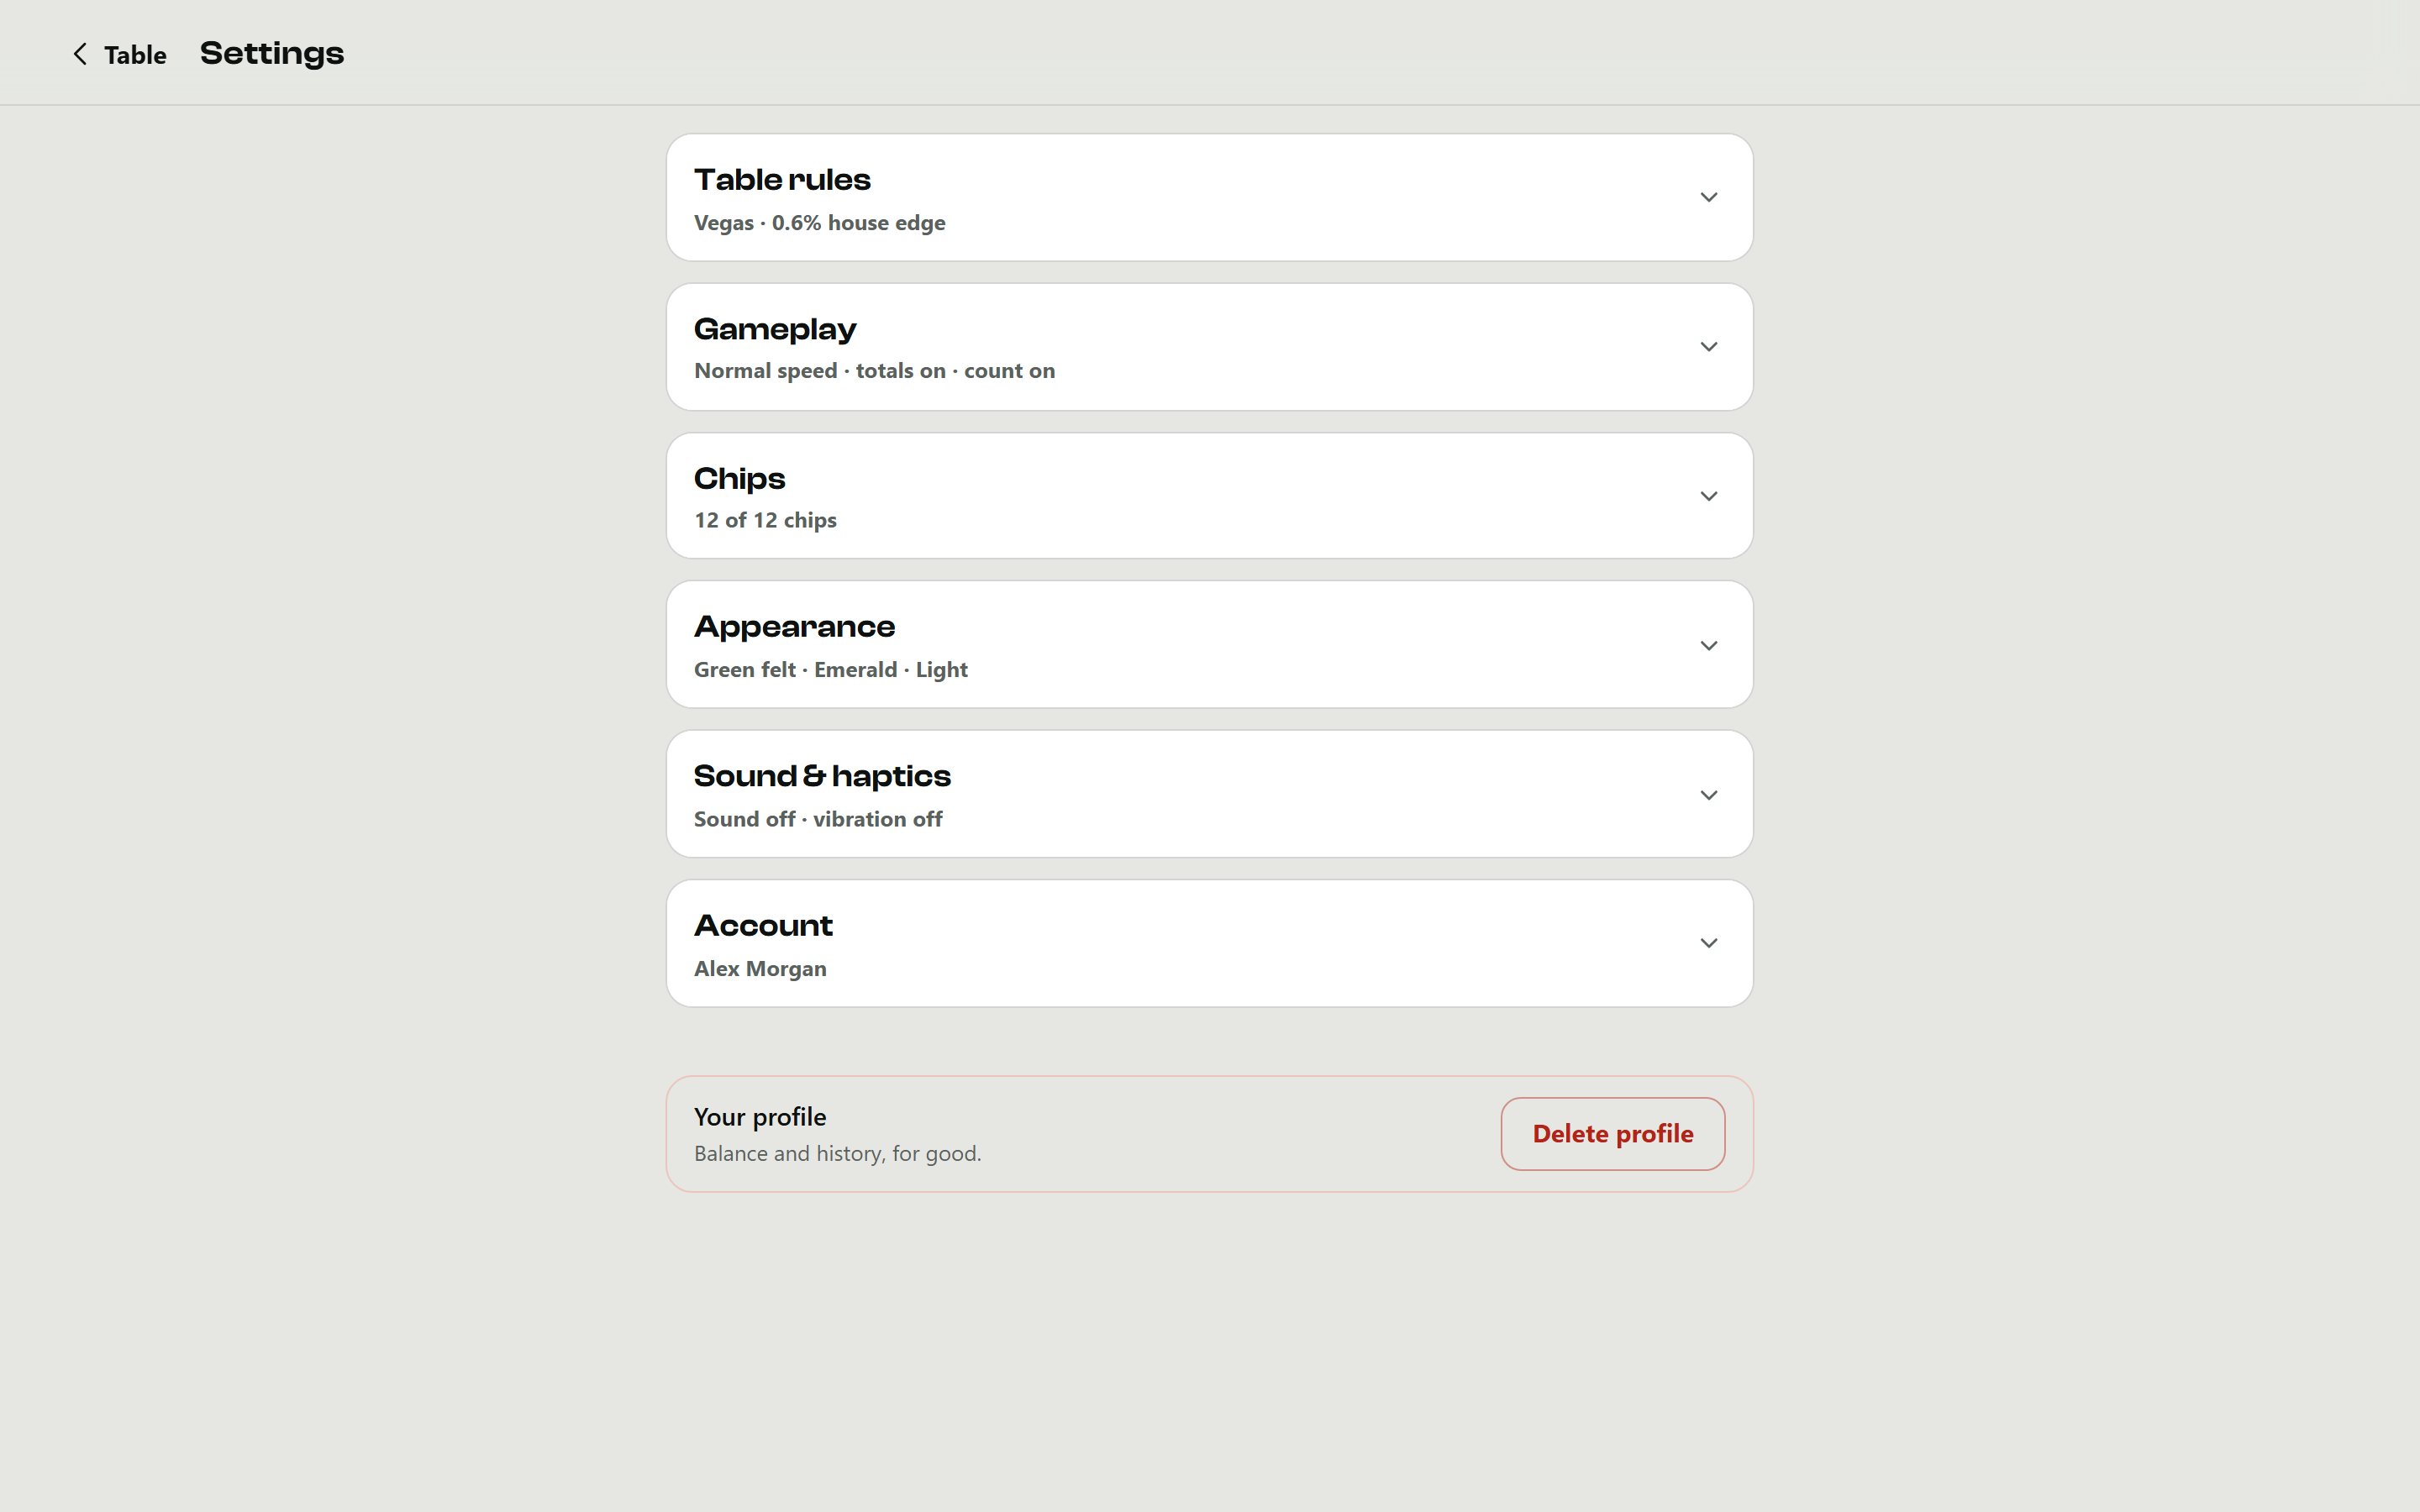 Table Settings
Table rules
Vegas · 0.6% house edge
Gameplay
Normal speed · totals on · count on
Chips
12 of 12 chips
Appearance
Green felt · Emerald · Light
Sound & haptics
Sound off · vibration off
Account
Alex Morgan
Your profile
Balance and history, for good.
Delete profile